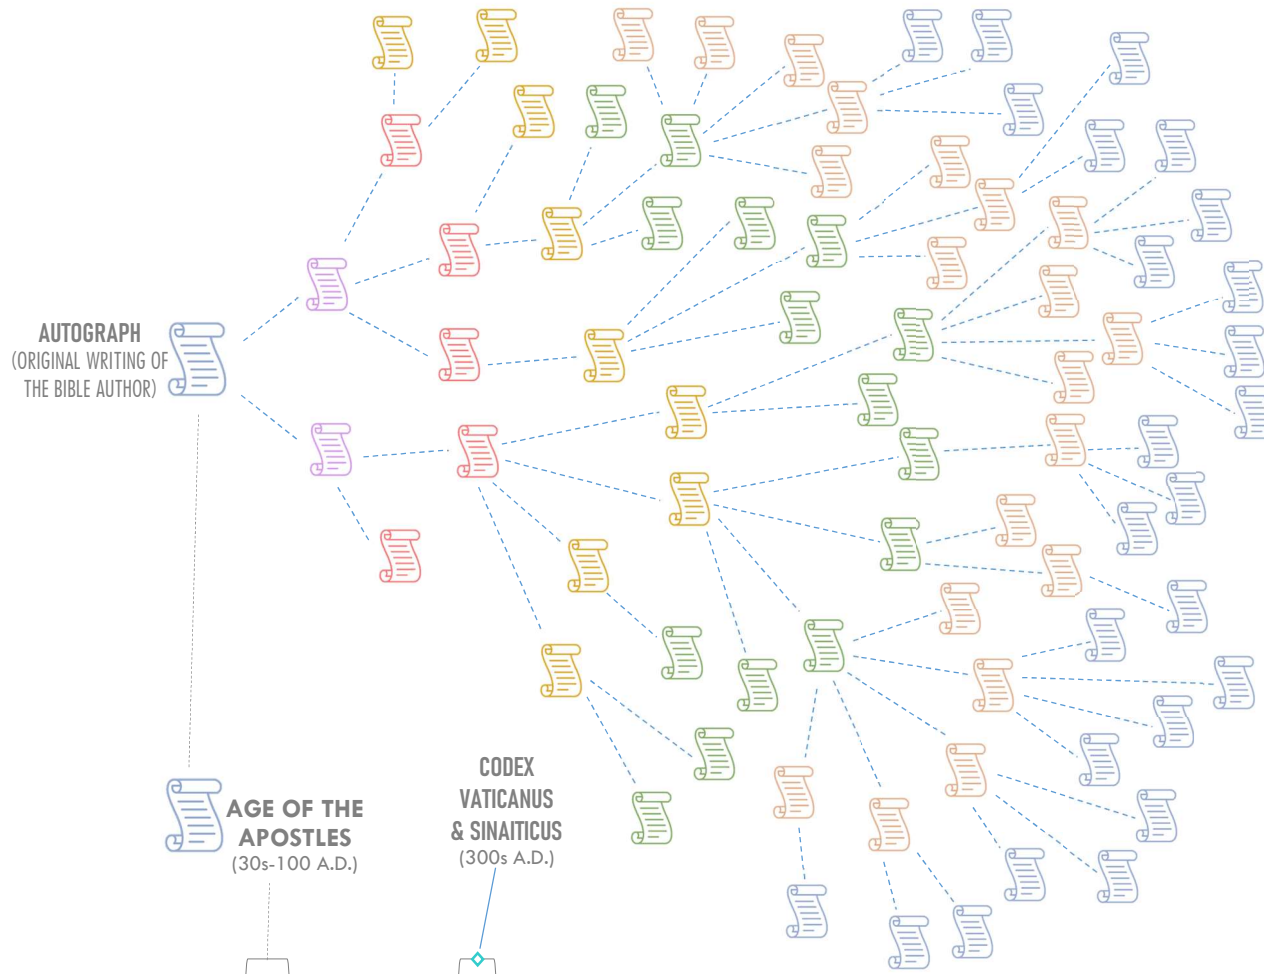 AUTOGRAPH
(ORIGINAL WRITING OF
THE BIBLE AUTHOR)
AGE OF THE
APOSTLES
(30s-100 A.D.)
CODEX
VATICANUS
& SINAITICUS
(300s A.D.)